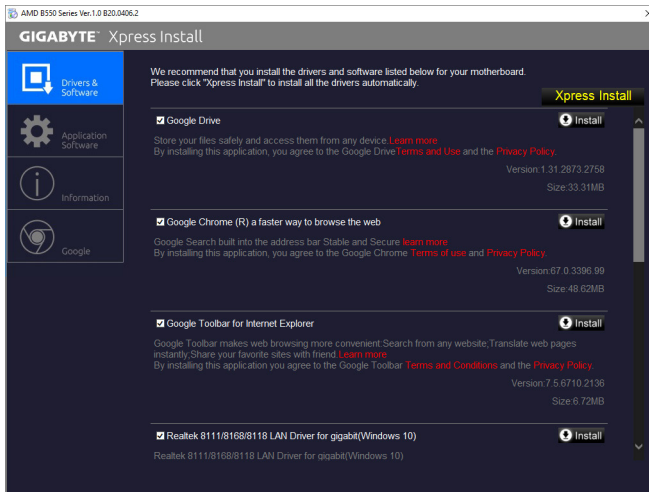 AMD B550 Series Ver.1.0 B20.0406.2
GIGABYTE™ Xpress Install
Drivers &
Software
Application
Software
Information
Google
We recommend that you install the drivers and software listed below for your motherboard.
Please click "Xpress Install" to install all the drivers automatically.
Xpress Install
Google Drive
Install
Store your files safely and access them from any device.Learn more
By installing this application, you agree to the Google DriveTerms and Use and the Privacy Policy.
Version:1.31.2873.2758
Size:33.31MB
Google Chrome (R) a faster way to browse the web
Install
Google Search built into the address bar Stable and Secure learn more
By installing this application, you agree to the Google Chrome Terms of use and Privacy Policy.
Version:67.0.3396.99
Size:48.62MB
Google Toolbar for Internet Explorer
Install
Google Toolbar makes web browsing more convenient:Search from any website;Translate web pages
instantly;Share your favorite sites with friend.Learn more
By installing this application you agree to the Google Toolbar Terms and Conditions and the Privacy Policy.
Version:7.5.6710.2136
Size:6.72MB
Realtek 8111/8168/8118 LAN Driver for gigabit(Windows 10)
Install
Realtek 8111/8168/8118 LAN Driver for gigabit(Windows 10)